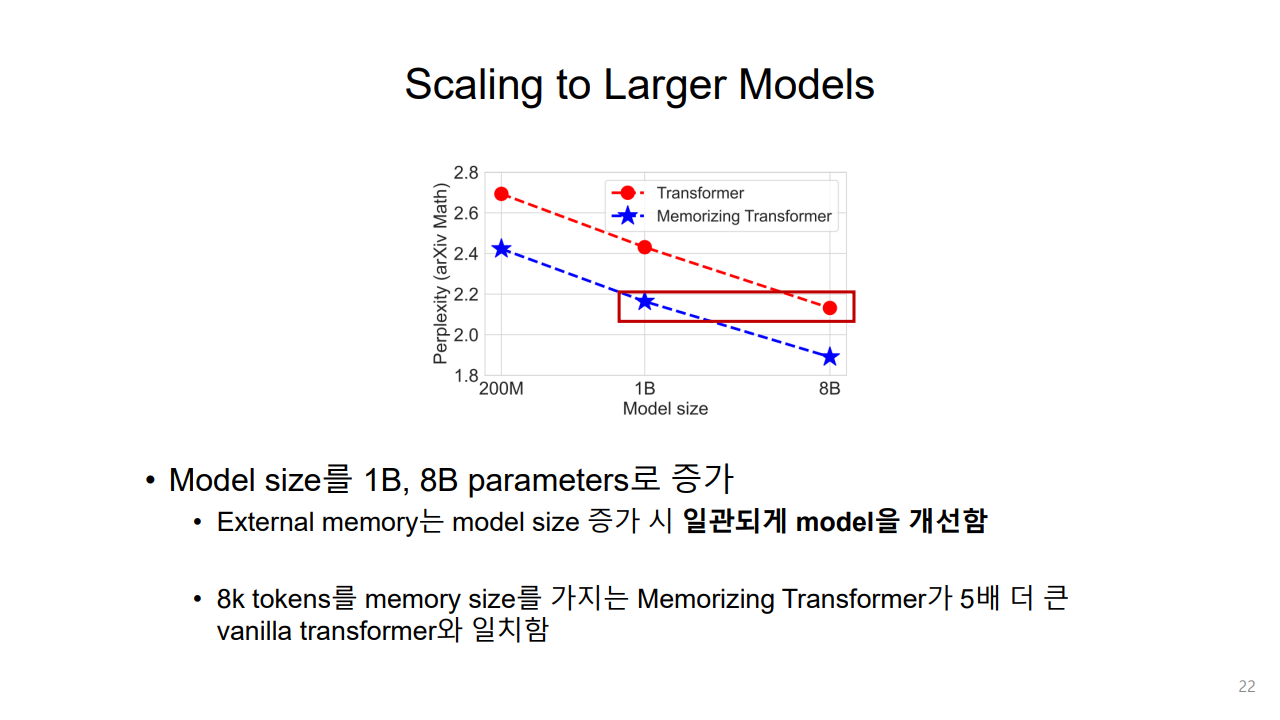 Scaling to Larger Models
2.8
2.6
2.4
2.2
2.0
1.8
Perplexity (arXiv Math)
Transformer
Memorizing Transformer
200M 1B 8B
Model size
• Model size를 1B, 8B parameters로 증가
• External memory는 model size 증가 시 일관되게 model을 개선함
• 8k tokens를 memory size를 가지는 Memorizing Transformer가 5배 더 큰
vanilla transformer와 일치함
22